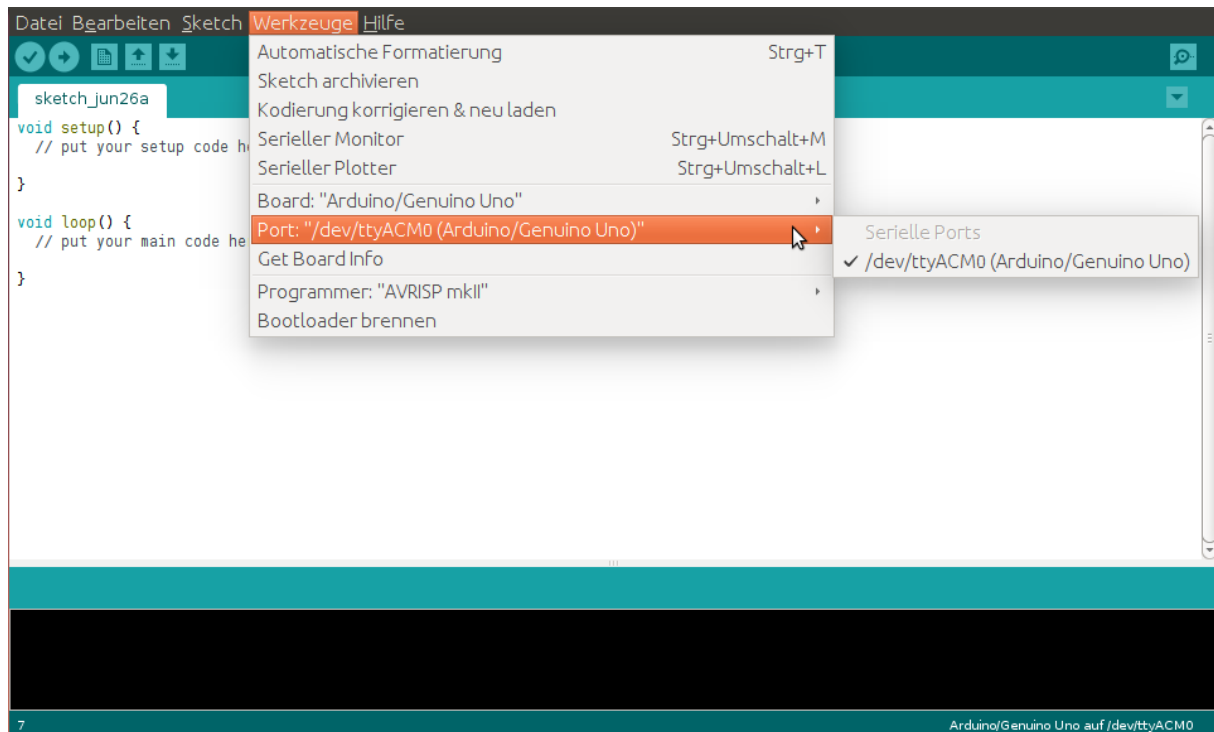 Datei Bearbeiten Sketch Werkzeuge Hilfe
Automatische Formatierung Strg+T
Sketch archivieren
Kodierung korrigieren & neu laden
Serieller Monitor Strg+Umschalt+M
Serieller Plotter Strg+Umschalt+L
Board: "Arduino/Genuino Uno"
Port: "/dev/ttyACM0 (Arduino/Genuino Uno)"
Get Board Info
Programmer: "AVRISP mkII"
Bootloader brennen
Serielle Ports
/dev/ttyACM0 (Arduino/Genuino Uno)
sketch_jun26a
void setup() {
// put your setup code
}
void loop() {
// put your main code
}
7
Arduino/Genuino Uno auf /dev/ttyACM0